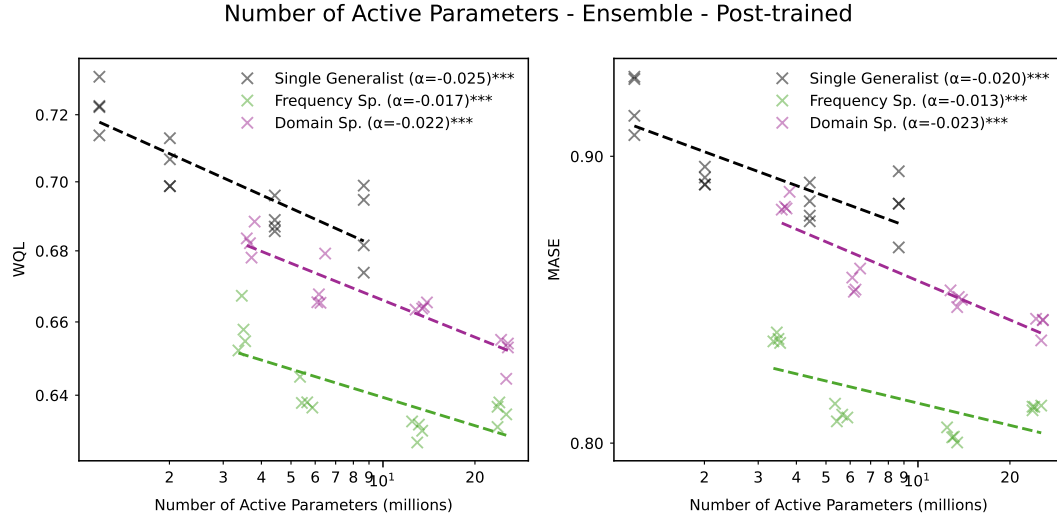 Number of Active Parameters - Ensemble - Post-trained
Single Generalist (α=-0.025)***
Frequency Sp. (α=-0.017)***
Domain Sp. (α=-0.022)***
0.72
0.70
0.68
0.66
0.64
WQL
2 3 4 5 6 7 8 9 10¹ 20
Number of Active Parameters (millions)
Single Generalist (α=-0.020)***
Frequency Sp. (α=-0.013)***
Domain Sp. (α=-0.023)***
0.90
0.80
MASE
2 3 4 5 6 7 8 9 10¹ 20
Number of Active Parameters (millions)